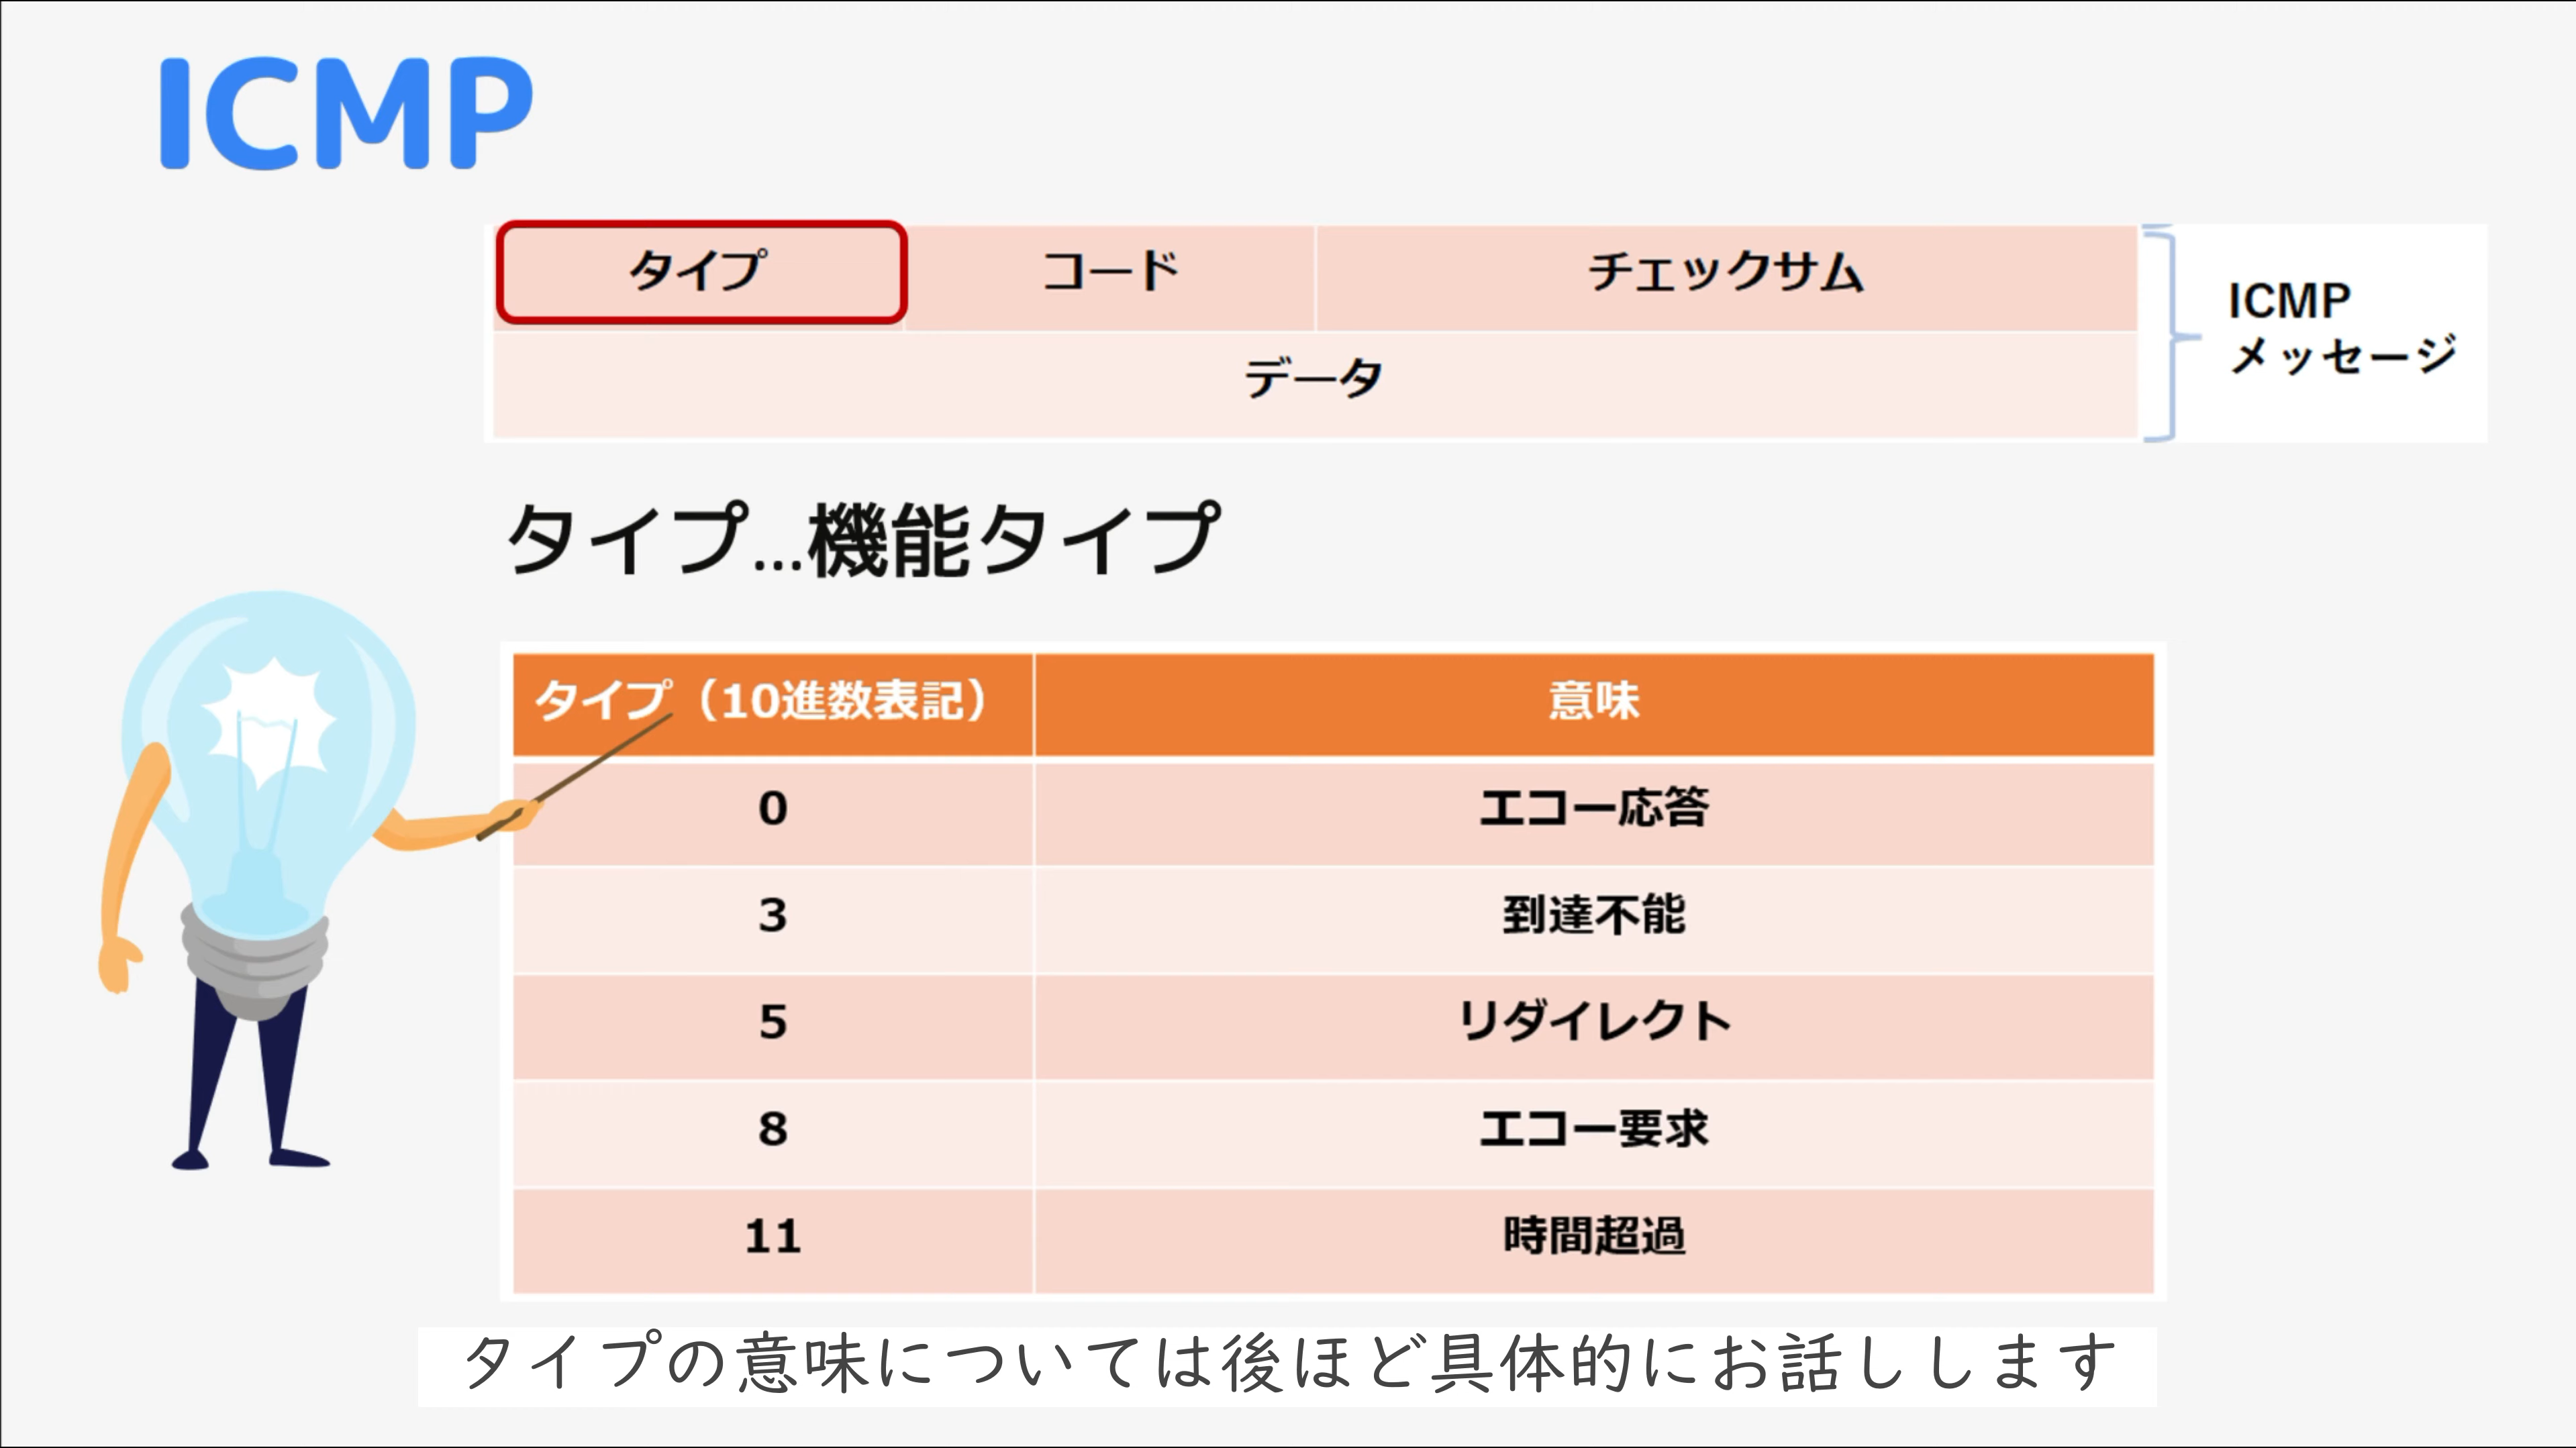 ICMP
タイプ
コード
チェックサム
データ
ICMP
メッセージ
タイプ...機能タイプ
タイプ（10進数表記）
意味
0
エコー応答
3
到達不能
5
リダイレクト
8
エコー要求
11
時間超過
タイプの意味については後ほど具体的にお話しします